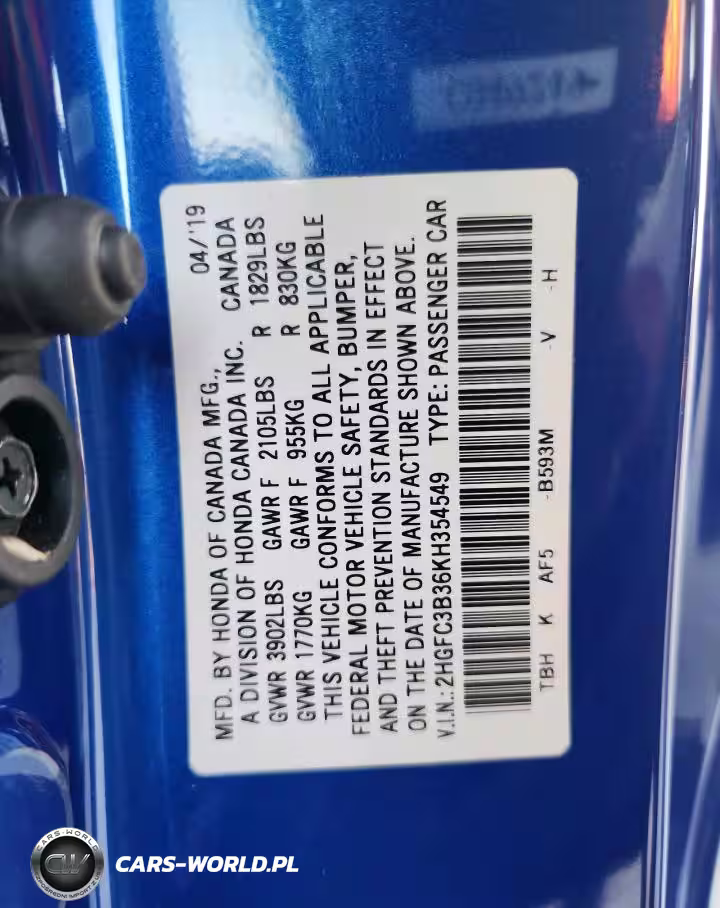 MFD. BY HONDA OF CANADA MFG., 04/'19
A DIVISION OF HONDA CANADA INC. CANADA
GVWR 3902LBS GAWR F 2105LBS R 1829LBS
GVWR 1770KG GAWR F 955KG R 830KG
THIS VEHICLE CONFORMS TO ALL APPLICABLE
FEDERAL MOTOR VEHICLE SAFETY, BUMPER,
AND THEFT PREVENTION STANDARDS IN EFFECT
ON THE DATE OF MANUFACTURE SHOWN ABOVE.
V.I.N.: 2HGFC3B36KH354549 TYPE: PASSENGER CAR
TBH K AF5 -B593M -V -H
CARS-WORLD
CW
CARS-WORLD.PL